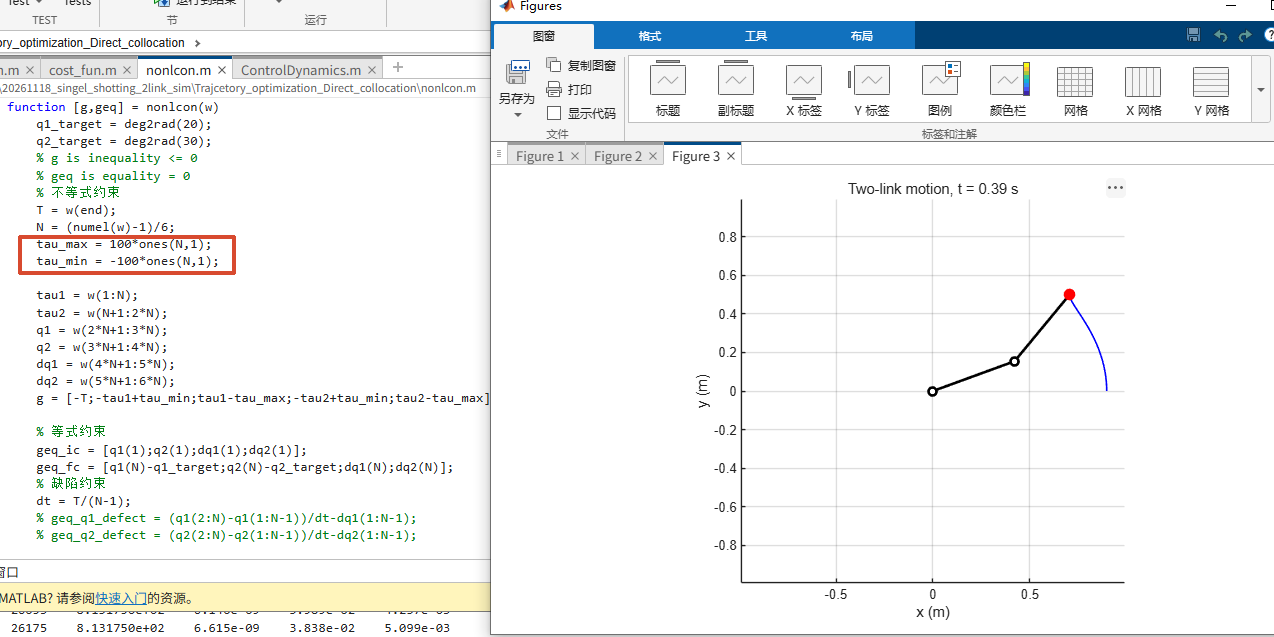 Test
Tests
运行到结束
TEST
节
运行
ory_optimization_Direct_collocation
n.m
cost_fun.m
nonlcon.m
ControlDynamics.m
\20261118_singel_shotting_2link_sim\Trajcetory_optimization_Direct_collocation\nonlcon.m
function [g,geq] = nonlcon(w)
q1_target = deg2rad(20);
q2_target = deg2rad(30);
% g is inequality <= 0
% geq is equality = 0
% 不等式约束
T = w(end);
N = (numel(w)-1)/6;
tau_max = 100*ones(N,1);
tau_min = -100*ones(N,1);
tau1 = w(1:N);
tau2 = w(N+1:2*N);
q1 = w(2*N+1:3*N);
q2 = w(3*N+1:4*N);
dq1 = w(4*N+1:5*N);
dq2 = w(5*N+1:6*N);
g = [-T;-tau1+tau_min;tau1-tau_max;-tau2+tau_min;tau2-tau_max]
% 等式约束
geq_ic = [q1(1);q2(1);dq1(1);dq2(1)];
geq_fc = [q1(N)-q1_target;q2(N)-q2_target;dq1(N);dq2(N)];
% 缺陷约束
dt = T/(N-1);
% geq_q1_defect = (q1(2:N)-q1(1:N-1))/dt-dq1(1:N-1);
% geq_q2_defect = (q2(2:N)-q2(1:N-1))/dt-dq2(1:N-1);
窗口
MATLAB? 请参阅快速入门的资源。
26175 8.131750e+02 6.615e-09 3.838e-02 5.099e-03
Figures
图窗
格式
工具
布局
另存为
复制图窗
打印
显示代码
文件
标题
副标题
X 标签
Y 标签
图例
颜色栏
网格
X 网格
Y 网格
标签和注解
Figure 1
Figure 2
Figure 3
Two-link motion, t = 0.39 s
0.8
0.6
0.4
0.2
0
-0.2
-0.4
-0.6
-0.8
y (m)
-0.5
0
0.5
x (m)